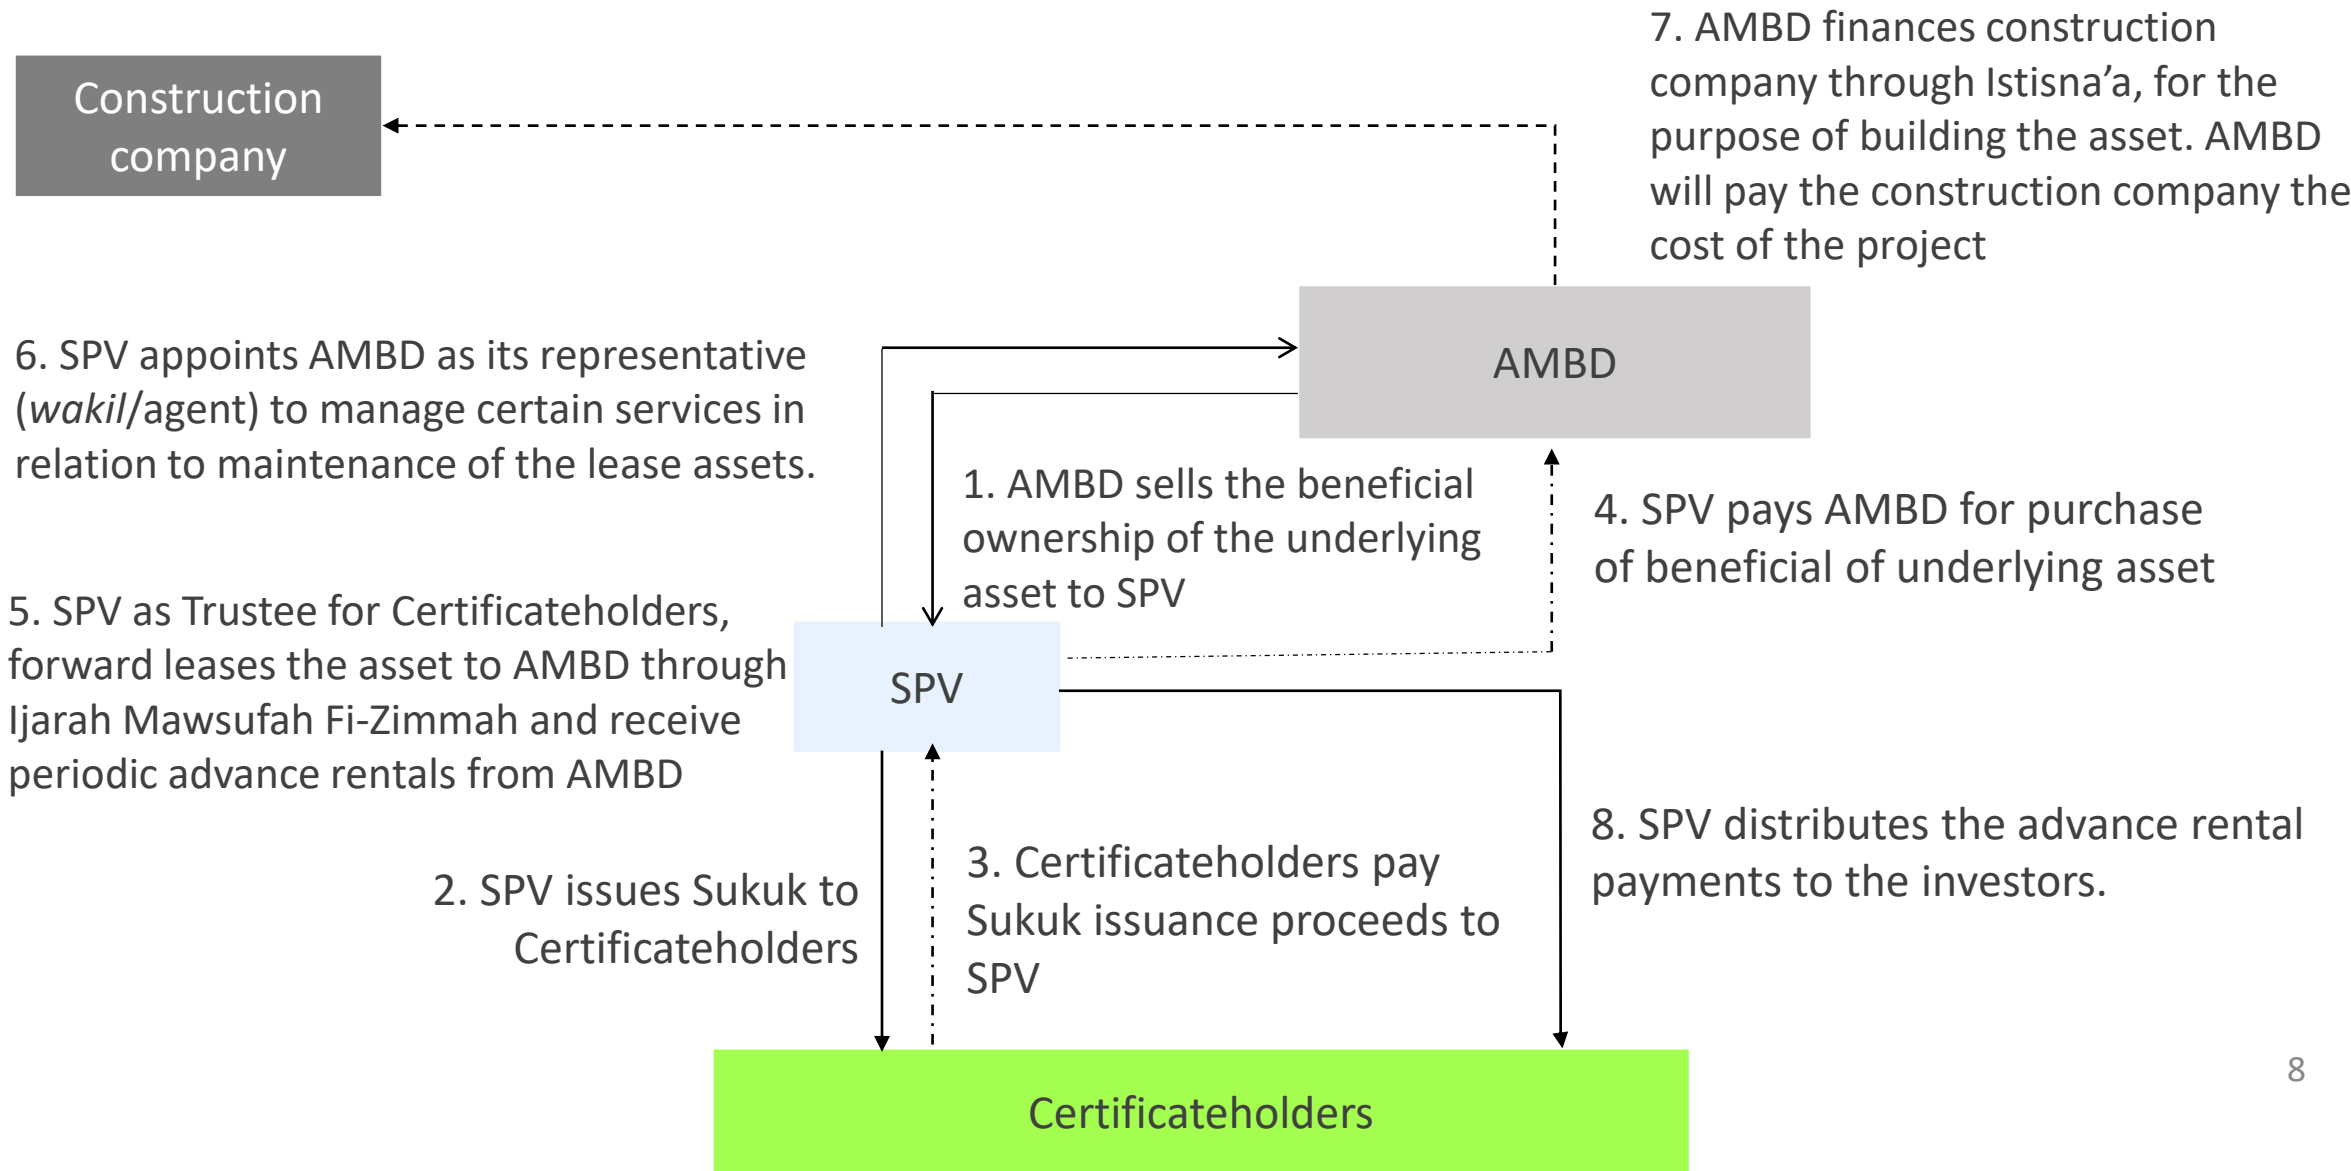 7. AMBD finances construction
company through Istisna’a, for the
purpose of building the asset. AMBD
will pay the construction company the
cost of the project
Construction
company
6. SPV appoints AMBD as its representative
(wakil/agent) to manage certain services in
relation to maintenance of the lease assets.
AMBD
1. AMBD sells the beneficial
ownership of the underlying
asset to SPV
4. SPV pays AMBD for purchase
of beneficial of underlying asset
5. SPV as Trustee for Certificateholders,
forward leases the asset to AMBD through
Ijarah Mawsufah Fi-Zimmah and receive
periodic advance rentals from AMBD
SPV
2. SPV issues Sukuk to
Certificateholders
3. Certificateholders pay
Sukuk issuance proceeds to
SPV
8. SPV distributes the advance rental
payments to the investors.
Certificateholders
8